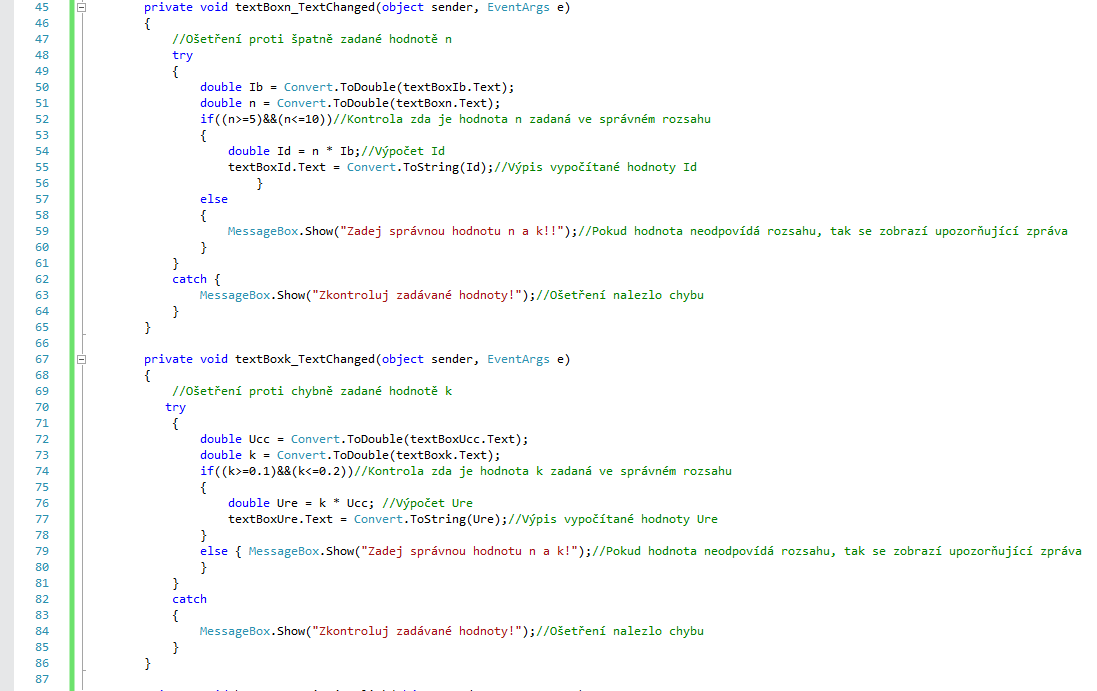 45 private void textBoxn_TextChanged(object sender, EventArgs e)
46 {
47 //Ošetření proti špatně zadané hodnotě n
48 try
49 {
50 double Ib = Convert.ToDouble(textBoxIb.Text);
51 double n = Convert.ToDouble(textBoxn.Text);
52 if((n>=5)&&(n<=10))//Kontrola zda je hodnota n zadaná ve správném rozsahu
53 {
54 double Id = n * Ib;//Výpočet Id
55 textBoxId.Text = Convert.ToString(Id);//Výpis vypočítané hodnoty Id
56 }
57 else
58 {
59 MessageBox.Show("Zadej správnou hodnotu n a k!!");//Pokud hodnota neodpovídá rozsahu, tak se zobrazí upozorňující zpráva
60 }
61 }
62 catch {
63 MessageBox.Show("Zkontroluj zadávané hodnoty!");//Ošetření nalezlo chybu
64 }
65 }
66
67 private void textBoxk_TextChanged(object sender, EventArgs e)
68 {
69 //Ošetření proti chybně zadané hodnotě k
70 try
71 {
72 double Ucc = Convert.ToDouble(textBoxUcc.Text);
73 double k = Convert.ToDouble(textBoxk.Text);
74 if((k>=0.1)&&(k<=0.2))//Kontrola zda je hodnota k zadaná ve správném rozsahu
75 {
76 double Ure = k * Ucc; //Výpočet Ure
77 textBoxUre.Text = Convert.ToString(Ure);//Výpis vypočítané hodnoty Ure
78 }
79 else { MessageBox.Show("Zadej správnou hodnotu n a k!");//Pokud hodnota neodpovídá rozsahu, tak se zobrazí upozorňující zpráva
80 }
81 }
82 catch
83 {
84 MessageBox.Show("Zkontroluj zadávané hodnoty!");//Ošetření nalezlo chybu
85 }
86 }
87